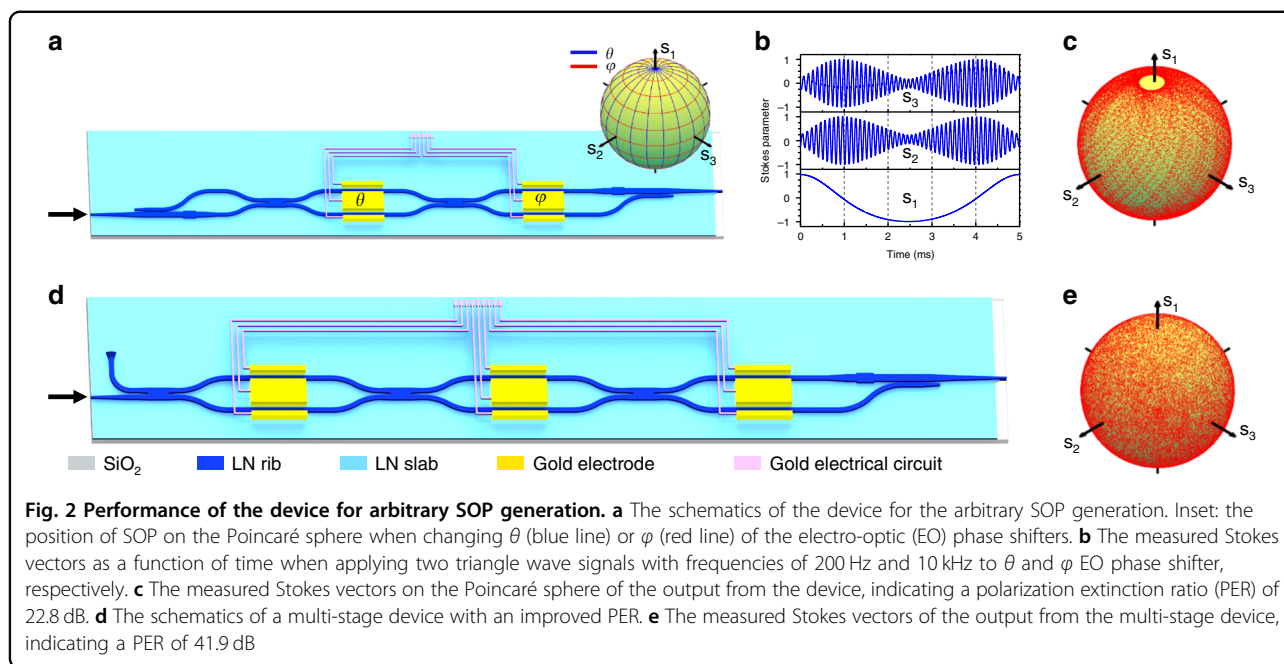 a
θ
φ
S1
S2
S3
θ
φ
b
Stokes parameter
1
0
−1
S3
1
0
−1
S2
1
0
−1
S1
0 1 2 3 4 5
Time (ms)
c
S1
S2
S3
d
SiO2 LN rib LN slab Gold electrode Gold electrical circuit
e
S1
S2
S3
Fig. 2 Performance of the device for arbitrary SOP generation. a The schematics of the device for the arbitrary SOP generation. Inset: the
position of SOP on the Poincaré sphere when changing θ (blue line) or φ (red line) of the electro-optic (EO) phase shifters. b The measured Stokes
vectors as a function of time when applying two triangle wave signals with frequencies of 200 Hz and 10 kHz to θ and φ EO phase shifter,
respectively. c The measured Stokes vectors on the Poincaré sphere of the output from the device, indicating a polarization extinction ratio (PER) of
22.8 dB. d The schematics of a multi-stage device with an improved PER. e The measured Stokes vectors of the output from the multi-stage device,
indicating a PER of 41.9 dB